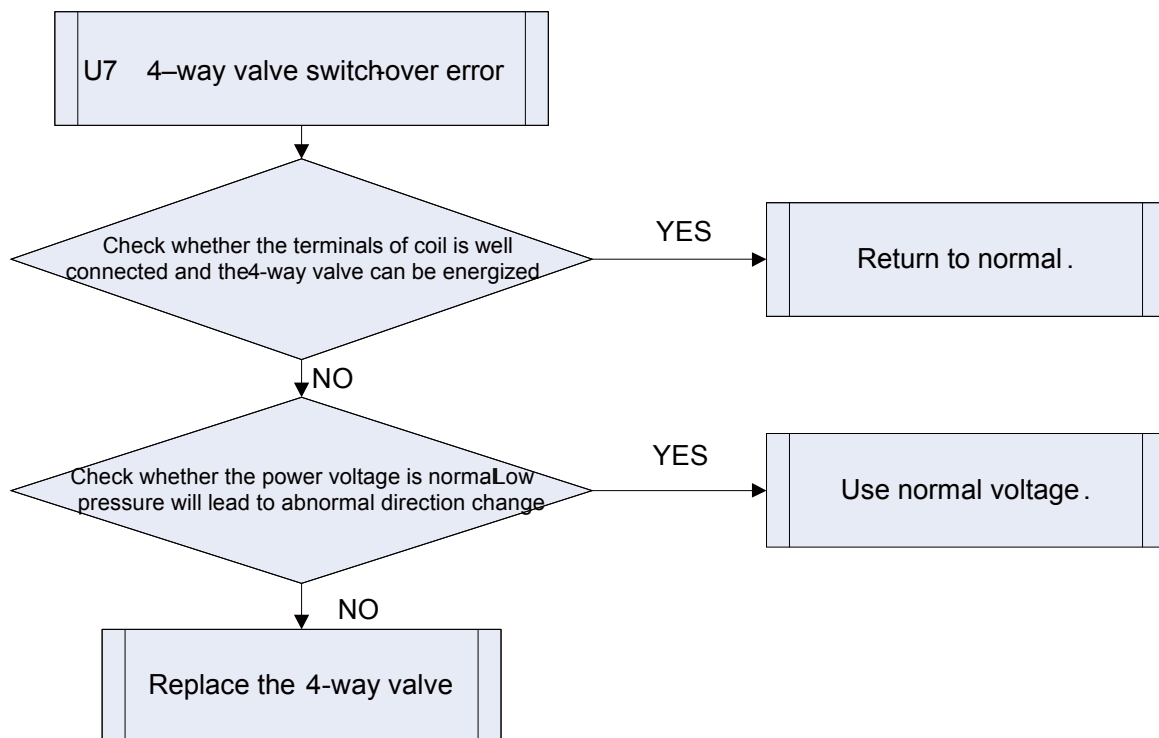 U7 4–way valve switch-over error
Check whether the terminals of coil is well
connected and the4-way valve can be energized
YES
Return to normal .
NO
Check whether the power voltage is normalLow
pressure will lead to abnormal direction change
YES
Use normal voltage .
NO
Replace the 4-way valve